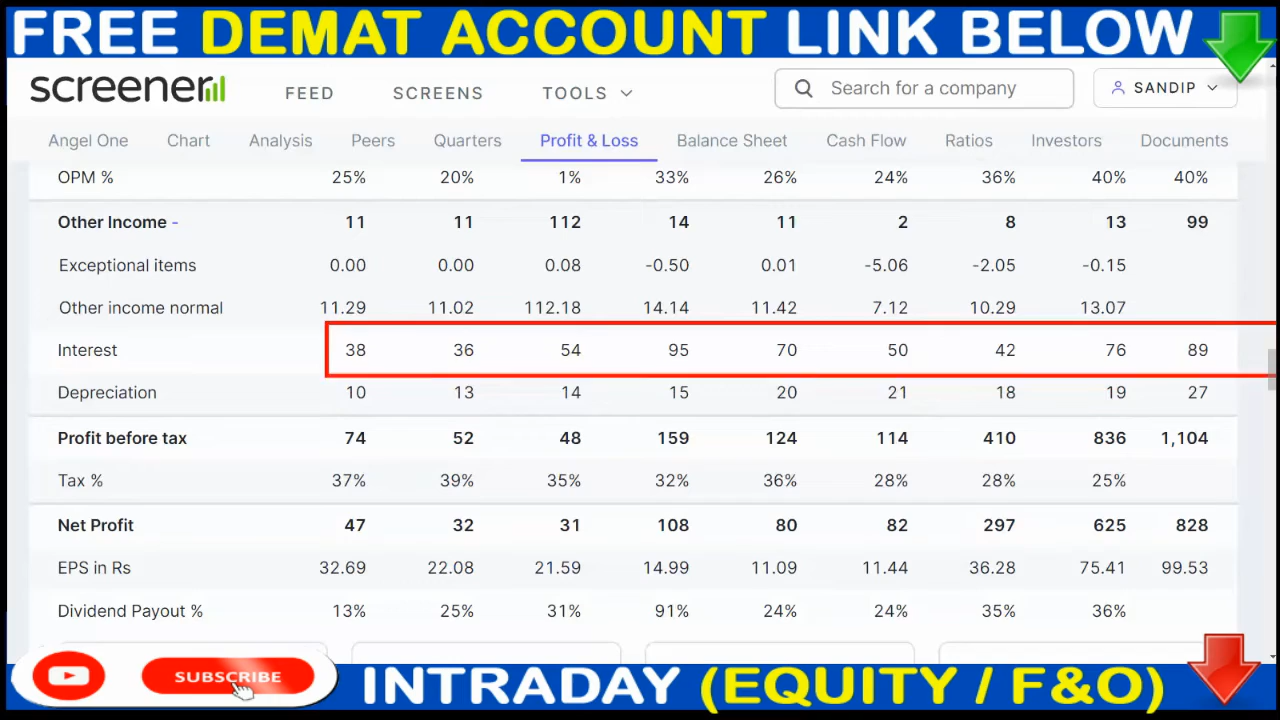 FREE DEMAT ACCOUNT LINK BELOW
screener FEED SCREENS TOOLS Search for a company SANDIP
Angel One Chart Analysis Peers Quarters Profit & Loss Balance Sheet Cash Flow Ratios Investors Documents
OPM % 25% 20% 1% 33% 26% 24% 36% 40% 40%
Other Income - 11 11 112 14 11 2 8 13 99
Exceptional items 0.00 0.00 0.08 -0.50 0.01 -5.06 -2.05 -0.15
Other income normal 11.29 11.02 112.18 14.14 11.42 7.12 10.29 13.07
Interest 38 36 54 95 70 50 42 76 89
Depreciation 10 13 14 15 20 21 18 19 27
Profit before tax 74 52 48 159 124 114 410 836 1,104
Tax % 37% 39% 35% 32% 36% 28% 28% 25%
Net Profit 47 32 31 108 80 82 297 625 828
EPS in Rs 32.69 22.08 21.59 14.99 11.09 11.44 36.28 75.41 99.53
Dividend Payout % 13% 25% 31% 91% 24% 24% 35% 36%
SUBSCRIBE INTRADAY (EQUITY / F&O)